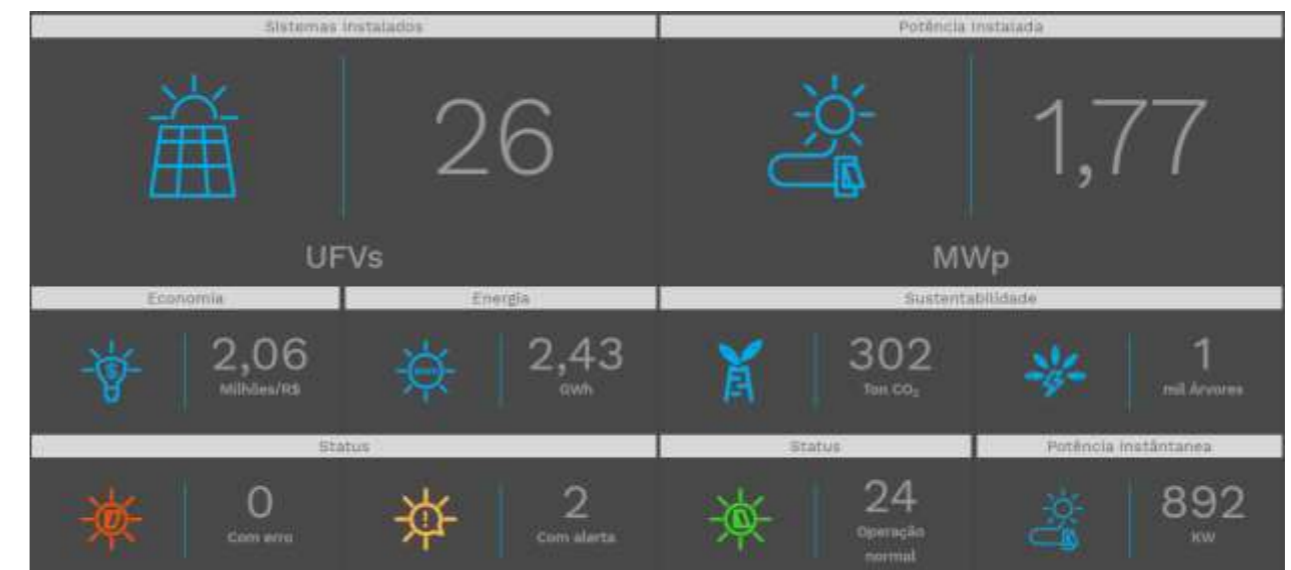 Sistemas Instalados
Potência Instalada
26
1,77
UFVs
MWp
Economia
Energia
Sustentabilidade
2,06
Milhões/R$
2,43
GWh
302
Ton CO₂
1
mil Árvores
Status
Status
Potência Instântanea
0
Com erro
2
Com alerta
24
Operação
normal
892
KW